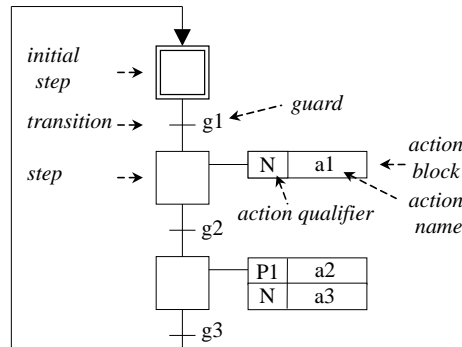 initial
step
transition
g1
guard
step
N
a1
action
block
action qualifier
action
name
g2
P1
a2
N
a3
g3